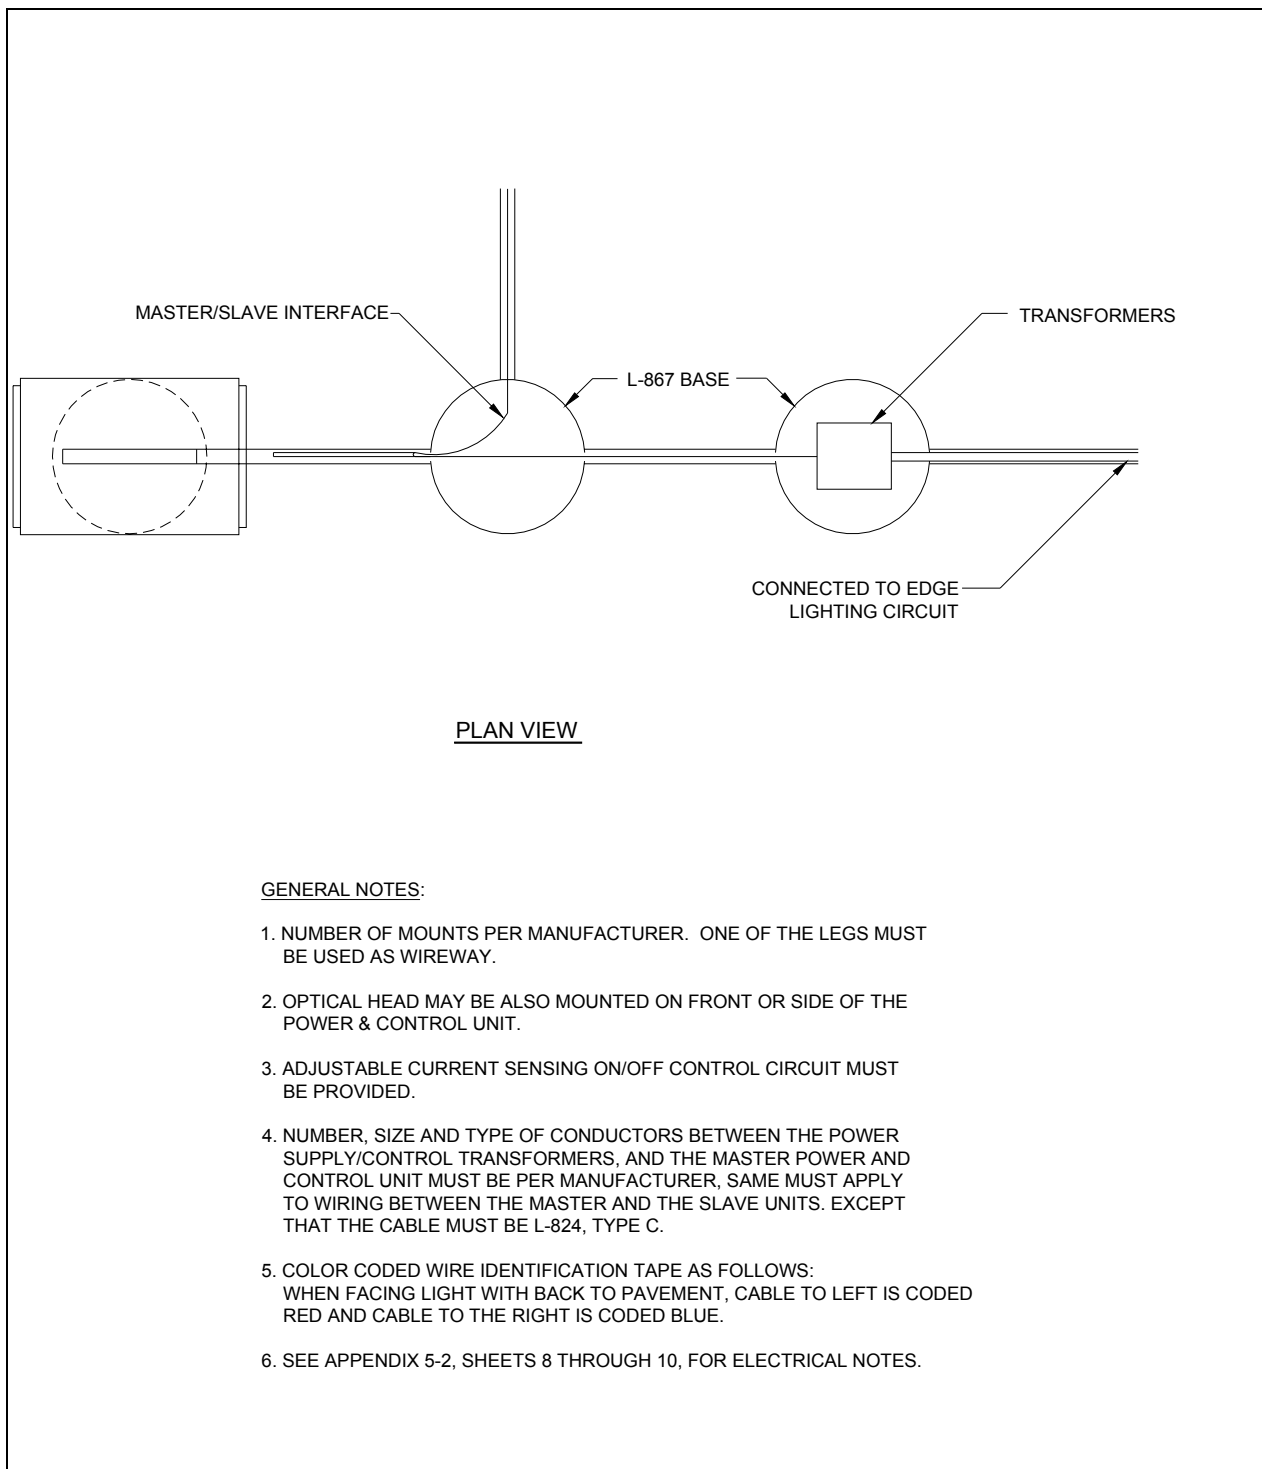 MASTER/SLAVE INTERFACE
TRANSFORMERS
L-867 BASE
CONNECTED TO EDGE
LIGHTING CIRCUIT
PLAN VIEW
GENERAL NOTES:
1. NUMBER OF MOUNTS PER MANUFACTURER. ONE OF THE LEGS MUST
BE USED AS WIREWAY.
2. OPTICAL HEAD MAY BE ALSO MOUNTED ON FRONT OR SIDE OF THE
POWER & CONTROL UNIT.
3. ADJUSTABLE CURRENT SENSING ON/OFF CONTROL CIRCUIT MUST
BE PROVIDED.
4. NUMBER, SIZE AND TYPE OF CONDUCTORS BETWEEN THE POWER
SUPPLY/CONTROL TRANSFORMERS, AND THE MASTER POWER AND
CONTROL UNIT MUST BE PER MANUFACTURER, SAME MUST APPLY
TO WIRING BETWEEN THE MASTER AND THE SLAVE UNITS. EXCEPT
THAT THE CABLE MUST BE L-824, TYPE C.
5. COLOR CODED WIRE IDENTIFICATION TAPE AS FOLLOWS:
WHEN FACING LIGHT WITH BACK TO PAVEMENT, CABLE TO LEFT IS CODED
RED AND CABLE TO THE RIGHT IS CODED BLUE.
6. SEE APPENDIX 5-2, SHEETS 8 THROUGH 10, FOR ELECTRICAL NOTES.